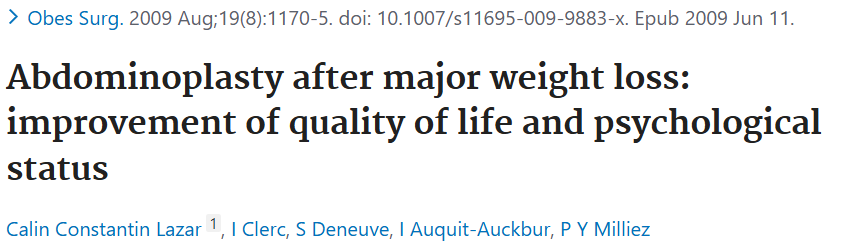 > Obes Surg. 2009 Aug;19(8):1170-5. doi: 10.1007/s11695-009-9883-x. Epub 2009 Jun 11.
Abdominoplasty after major weight loss:
improvement of quality of life and psychological
status
Calin Constantin Lazar 1, I Clerc, S Deneuve, I Auquit-Auckbur, P Y Milliez